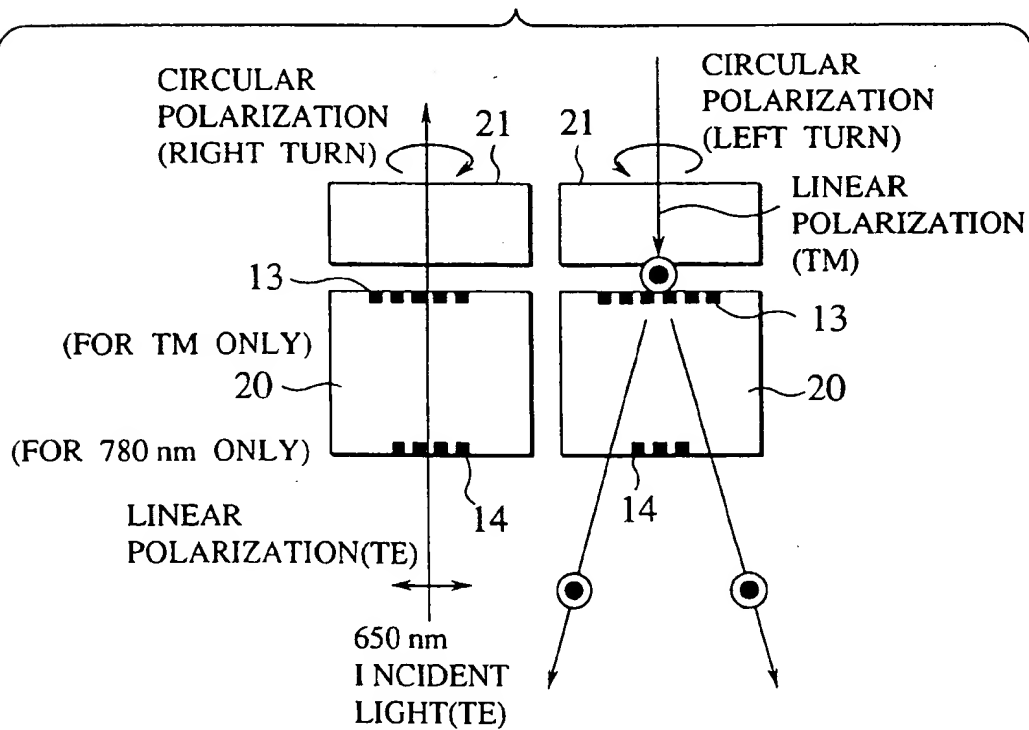 CIRCULAR
POLARIZATION
(RIGHT TURN)
21
21
CIRCULAR
POLARIZATION
(LEFT TURN)
LINEAR
POLARIZATION
(TM)
13
13
(FOR TM ONLY)
20
20
(FOR 780 nm ONLY)
14
14
LINEAR
POLARIZATION(TE)
650 nm
I NCIDENT
LIGHT(TE)